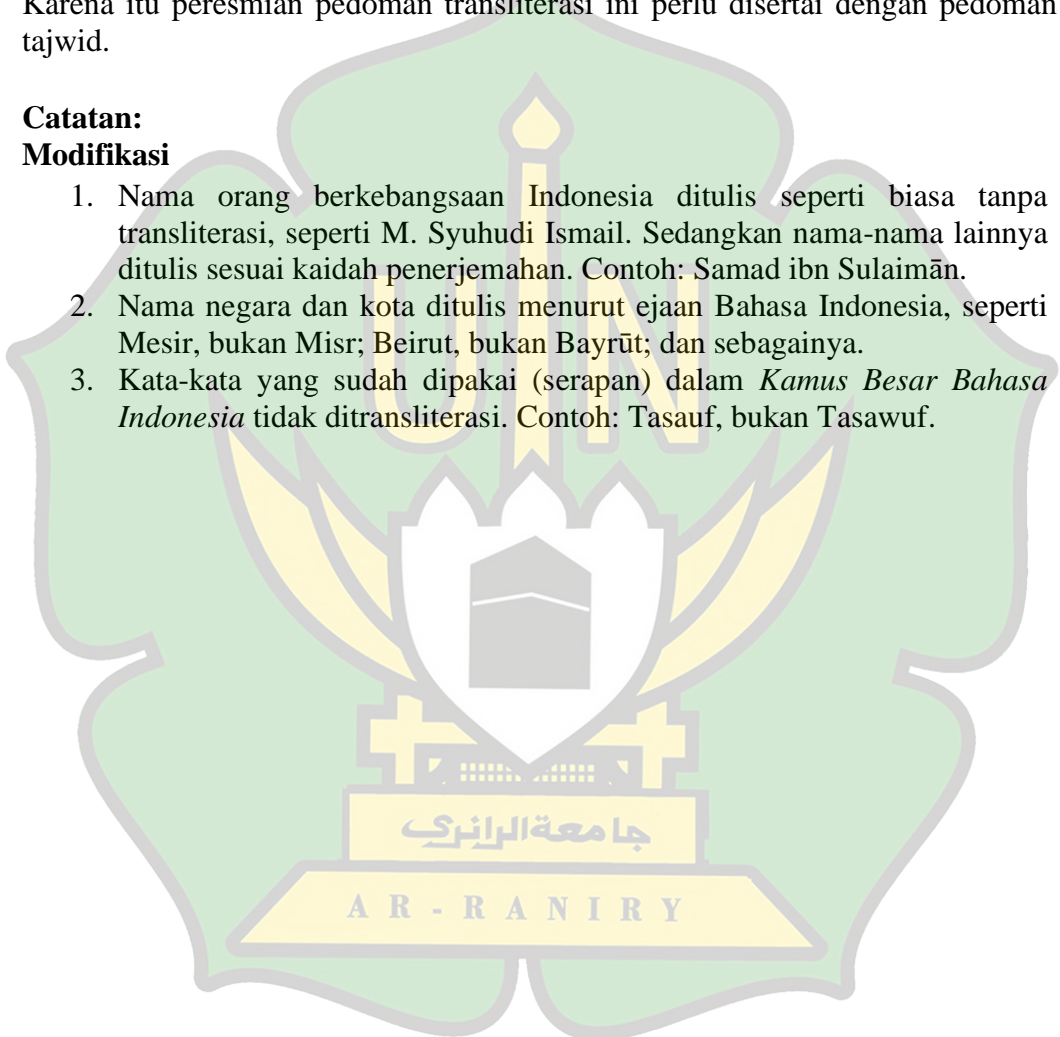 Karena itu peresmian pedoman transliterasi ini perlu disertai dengan pedoman
tajwid.
Catatan:
Modifikasi
1. Nama orang berkebangsaan Indonesia ditulis seperti biasa tanpa
transliterasi, seperti M. Syuhudi Ismail. Sedangkan nama-nama lainnya
ditulis sesuai kaidah penerjemahan. Contoh: Samad ibn Sulaimān.
2. Nama negara dan kota ditulis menurut ejaan Bahasa Indonesia, seperti
Mesir, bukan Misr; Beirut, bukan Bayrūt; dan sebagainya.
3. Kata-kata yang sudah dipakai (serapan) dalam Kamus Besar Bahasa
Indonesia tidak ditransliterasi. Contoh: Tasauf, bukan Tasawuf.
UIN
جامعةالرانري
AR-RANIRY